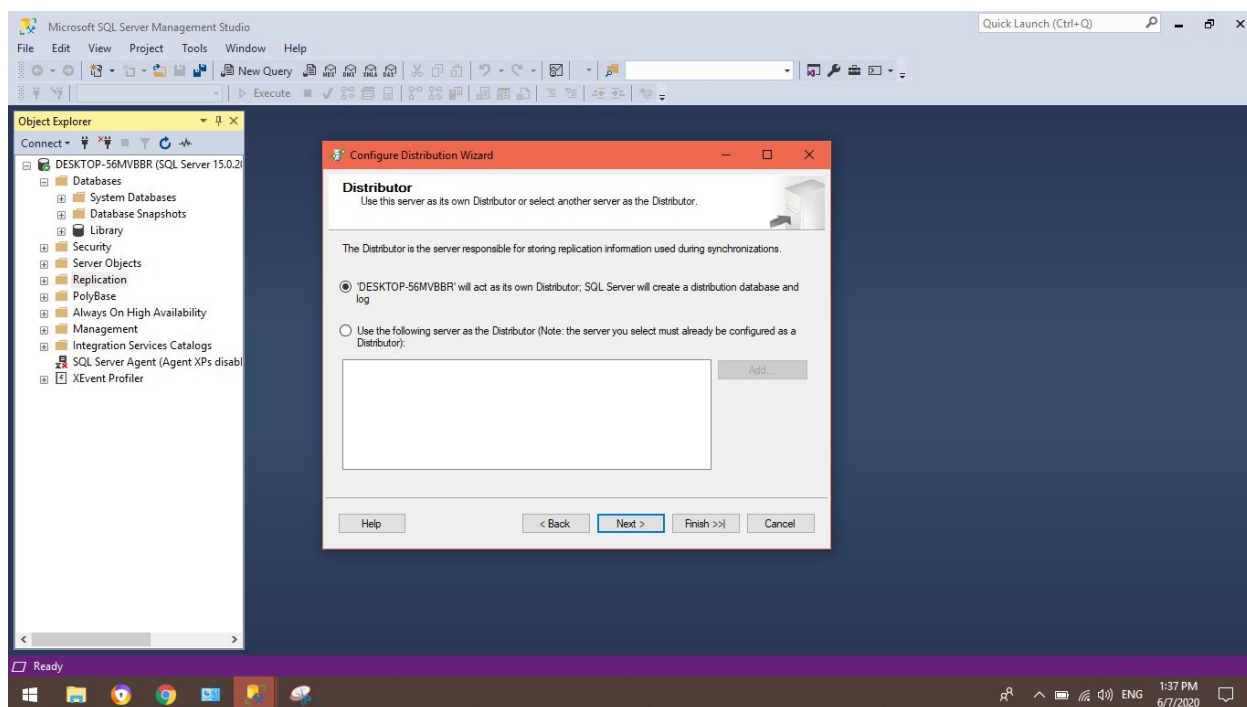 Microsoft SQL Server Management Studio
Quick Launch (Ctrl+Q)
File Edit View Project Tools Window Help
New Query
Execute
Object Explorer
Connect
DESKTOP-56MVBBR (SQL Server 15.0.20
Databases
System Databases
Database Snapshots
Library
Security
Server Objects
Replication
PolyBase
Always On High Availability
Management
Integration Services Catalogs
SQL Server Agent (Agent XPs disabl
XEvent Profiler
Configure Distribution Wizard
Distributor
Use this server as its own Distributor or select another server as the Distributor.
The Distributor is the server responsible for storing replication information used during synchronizations.
'DESKTOP-56MVBBR' will act as its own Distributor; SQL Server will create a distribution database and
log
Use the following server as the Distributor (Note: the server you select must already be configured as a
Distributor):
Add...
Help
< Back
Next >
Finish >>|
Cancel
Ready
ENG
1:37 PM
6/7/2020